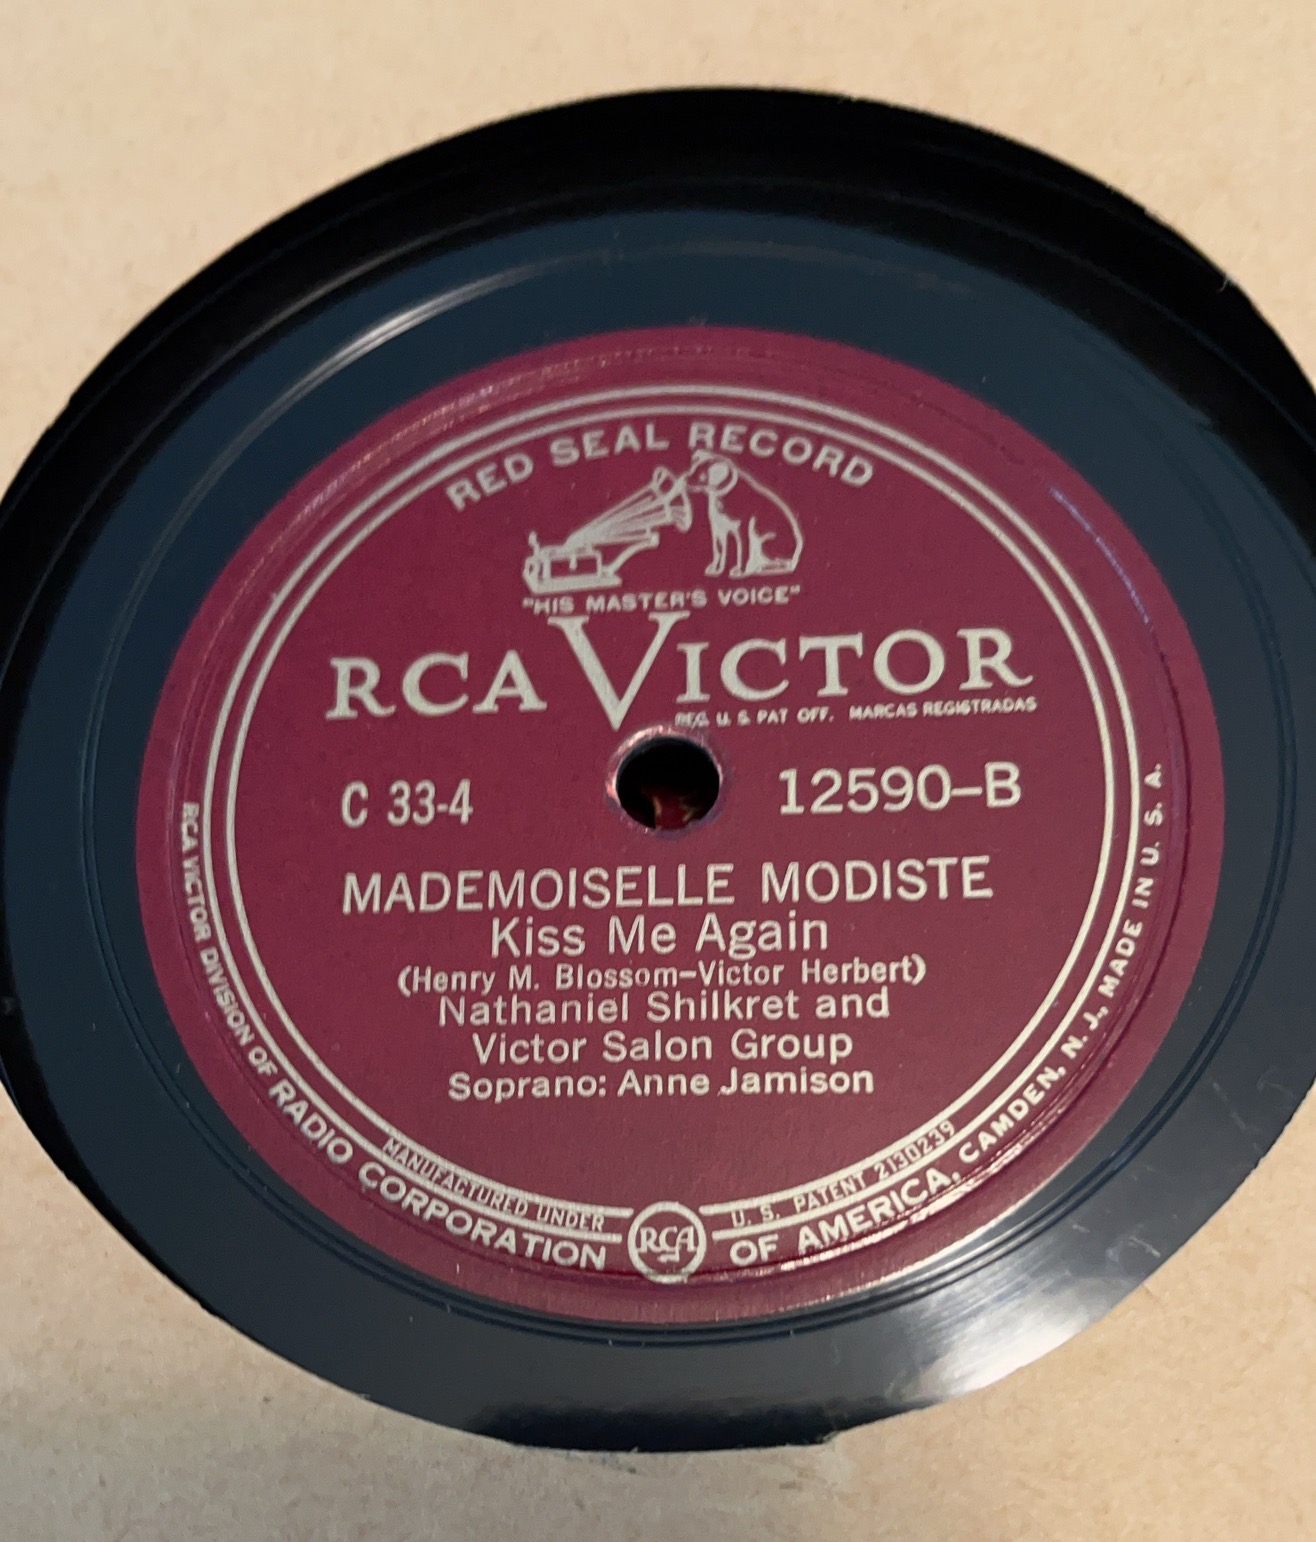 RED SEAL RECORD
"HIS MASTER'S VOICE"
RCA VICTOR
REG. U. S. PAT. OFF. MARCAS REGISTRADAS
C 33-4
12590–B
MADEMOISELLE MODISTE
Kiss Me Again
(Henry M. Blossom–Victor Herbert)
Nathaniel Shilkret and
Victor Salon Group
Soprano: Anne Jamison
MANUFACTURED UNDER U. S. PATENT 2130239
RCA VICTOR DIVISION OF RADIO CORPORATION OF AMERICA, CAMDEN, N. J., MADE IN U. S. A.
RCA